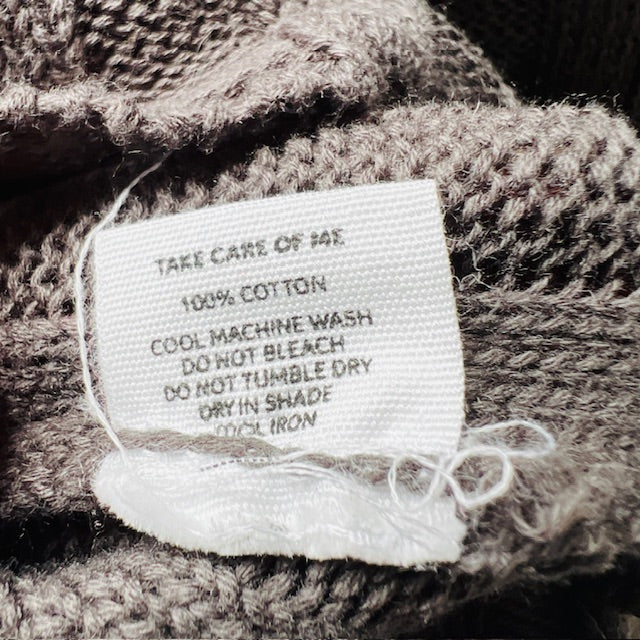 TAKE CARE OF ME
100% COTTON
COOL MACHINE WASH
DO NOT BLEACH
DO NOT TUMBLE DRY
DRY IN SHADE
COOL IRON